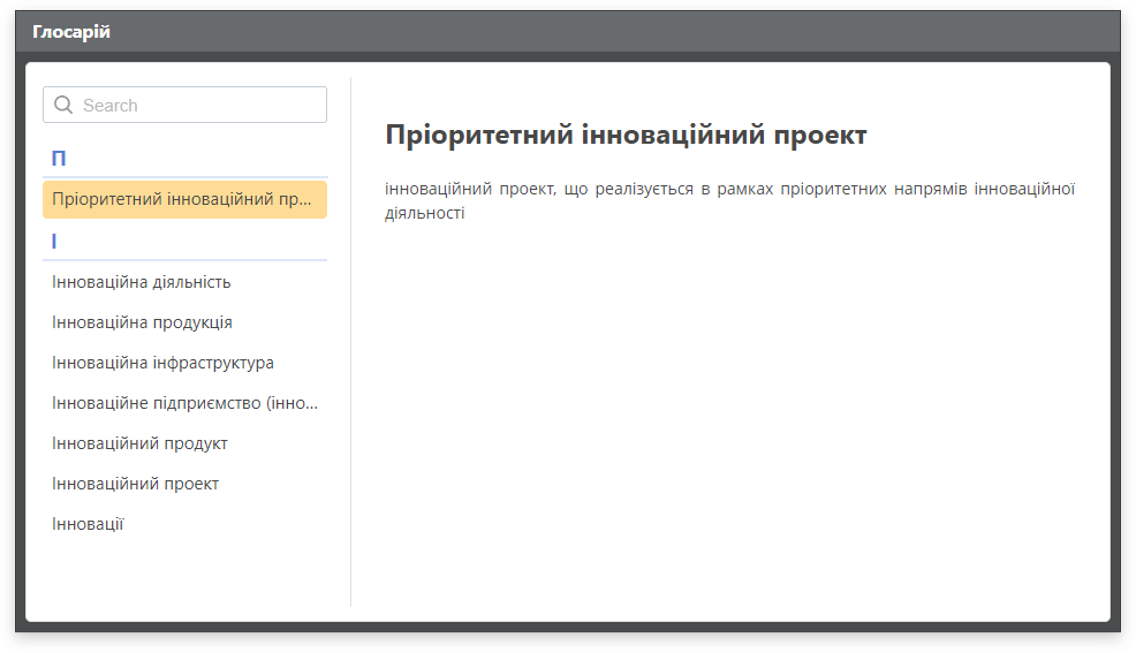 Глосарій
Search
П
Пріоритетний інноваційний пр...
І
Інноваційна діяльність
Інноваційна продукція
Інноваційна інфраструктура
Інноваційне підприємство (інно...
Інноваційний продукт
Інноваційний проект
Інновації
Пріоритетний інноваційний проект
інноваційний проект, що реалізується в рамках пріоритетних напрямів інноваційної
діяльності